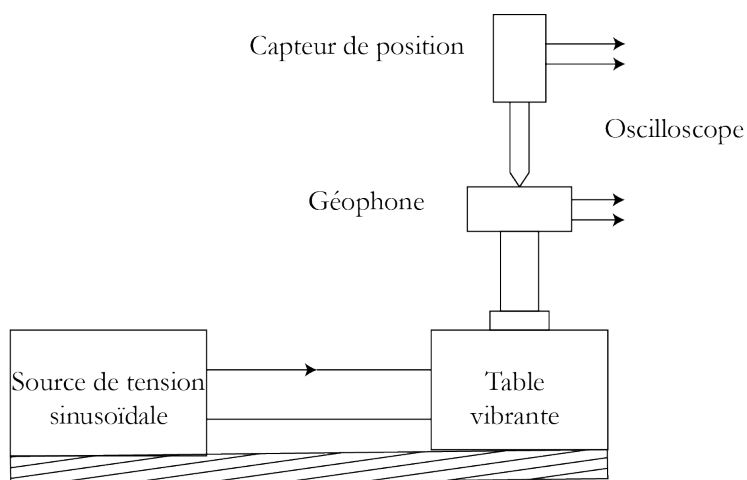 Capteur de position
Oscilloscope
Géophone
Source de tension
sinusoïdale
Table
vibrante